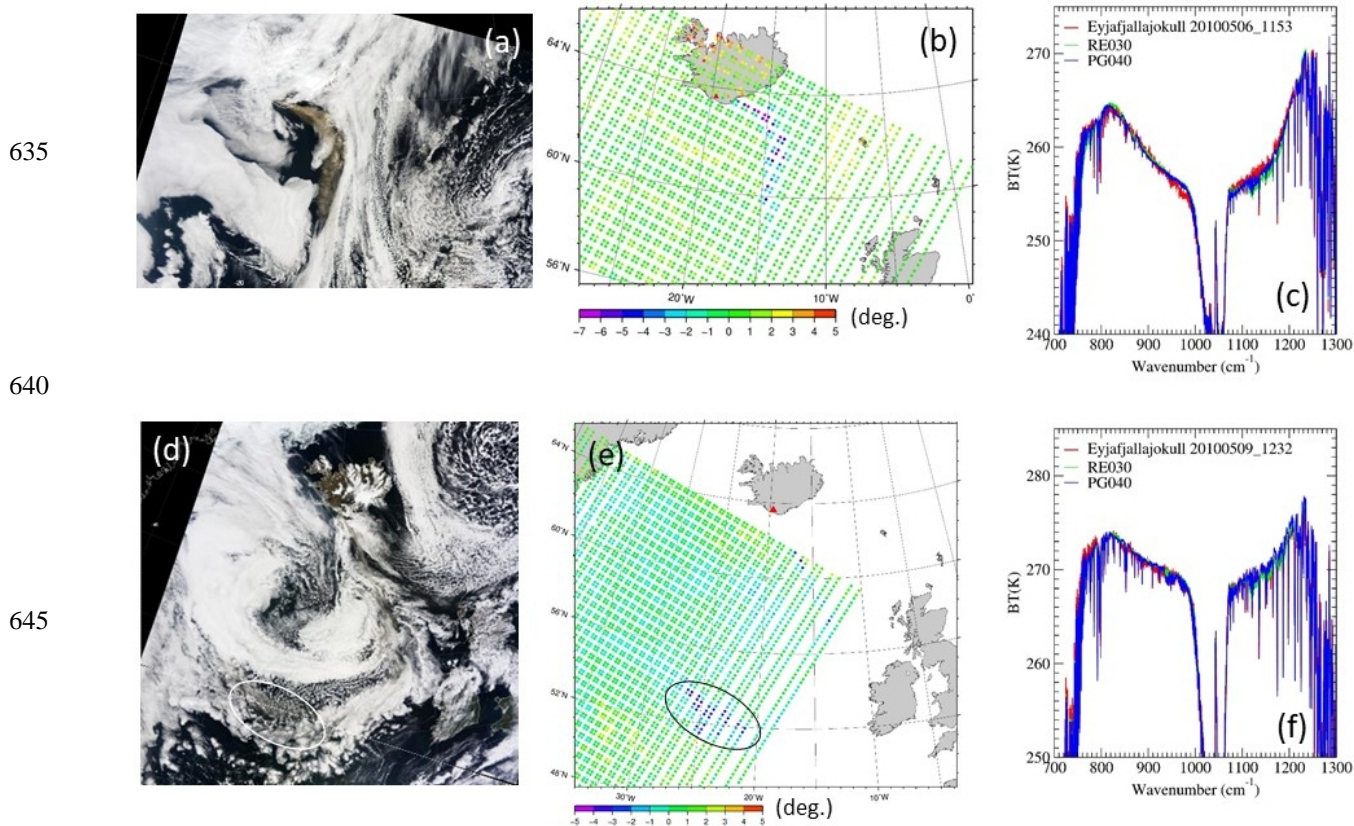 635
640
645
(a)
(b)
64˚N
60˚N
56˚N
20˚W
10˚W
0˚
-7 -6 -5 -4 -3 -2 -1 0 1 2 3 4 5
(deg.)
275
270
260
250
240
BT(K)
Eyjafjallajokull 20100506_1153
RE030
PG040
(c)
700 800 900 1000 1100 1200 1300
Wavenumber (cm-1)
(d)
(e)
64˚N
60˚N
56˚N
52˚N
48˚N
30˚W
20˚W
10˚W
-5 -4 -3 -2 -1 0 1 2 3 4 5
(deg.)
280
270
260
250
BT(K)
Eyjafjallajokull 20100509_1232
RE030
PG040
(f)
700 800 900 1000 1100 1200 1300
Wavenumber (cm-1)